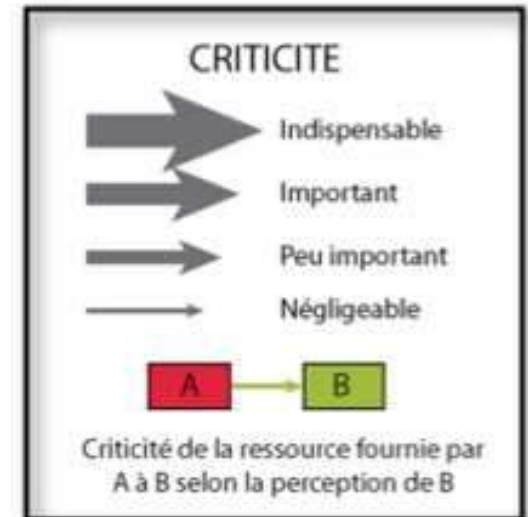 CRITICITE
Indispensable
Important
Peu important
Négligeable
A
B
Criticité de la ressource fournie par
A à B selon la perception de B